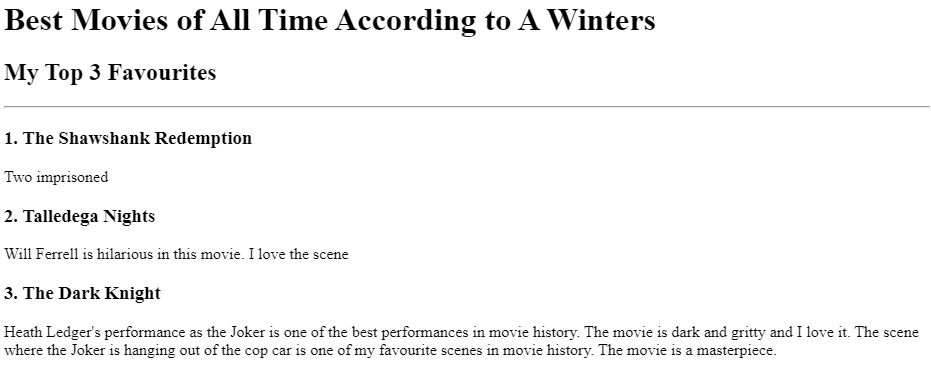 Best Movies of All Time According to A Winters
My Top 3 Favourites
1. The Shawshank Redemption
Two imprisoned
2. Talledega Nights
Will Ferrell is hilarious in this movie. I love the scene
3. The Dark Knight
Heath Ledger's performance as the Joker is one of the best performances in movie history. The movie is dark and gritty and I love it. The scene
where the Joker is hanging out of the cop car is one of my favourite scenes in movie history. The movie is a masterpiece.